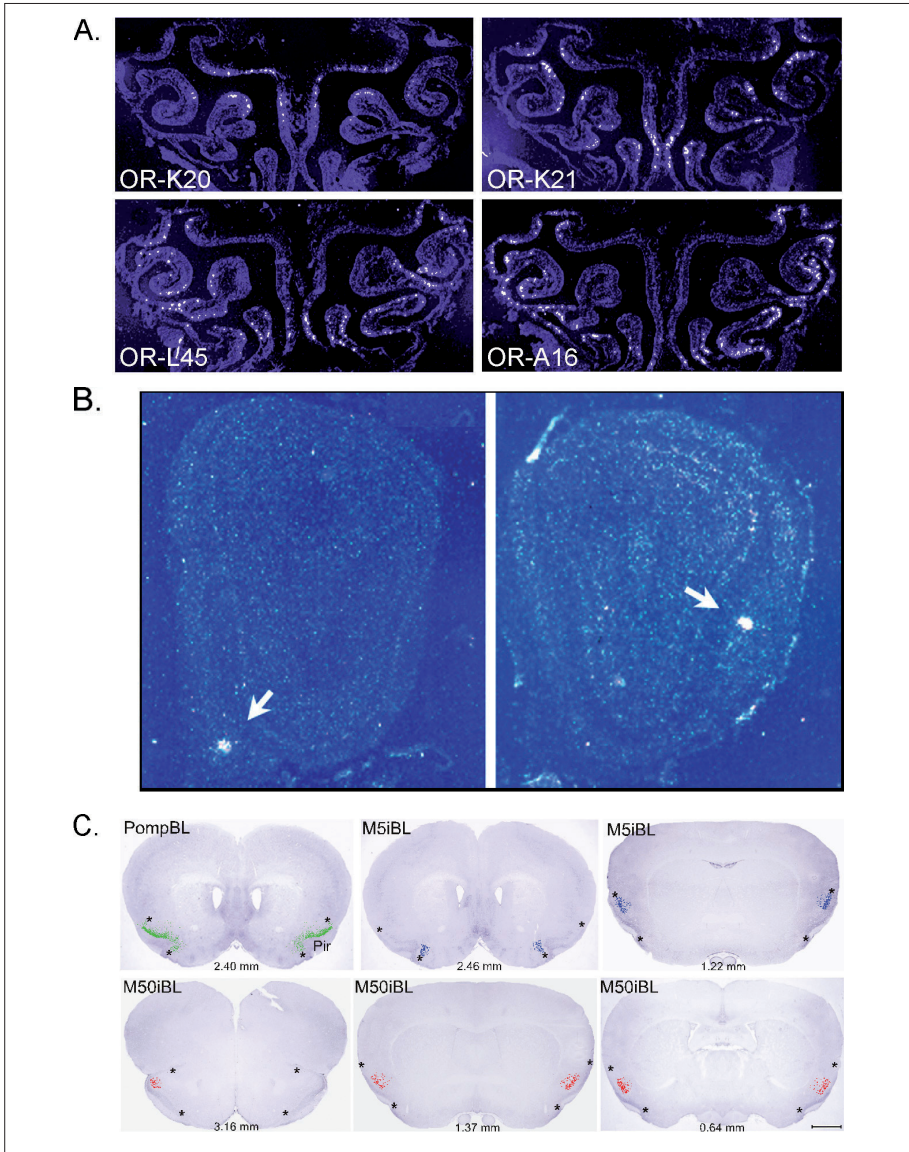 A.
OR-K20
OR-K21
OR-L45
OR-A16
B.
C.
PompBL
M5iBL
M5iBL
*
*
*
*
Pir
2.40 mm
*
*
*
*
2.46 mm
*
*
*
*
1.22 mm
M50iBL
M50iBL
M50iBL
*
*
*
*
3.16 mm
*
*
*
*
1.37 mm
*
*
*
*
0.64 mm